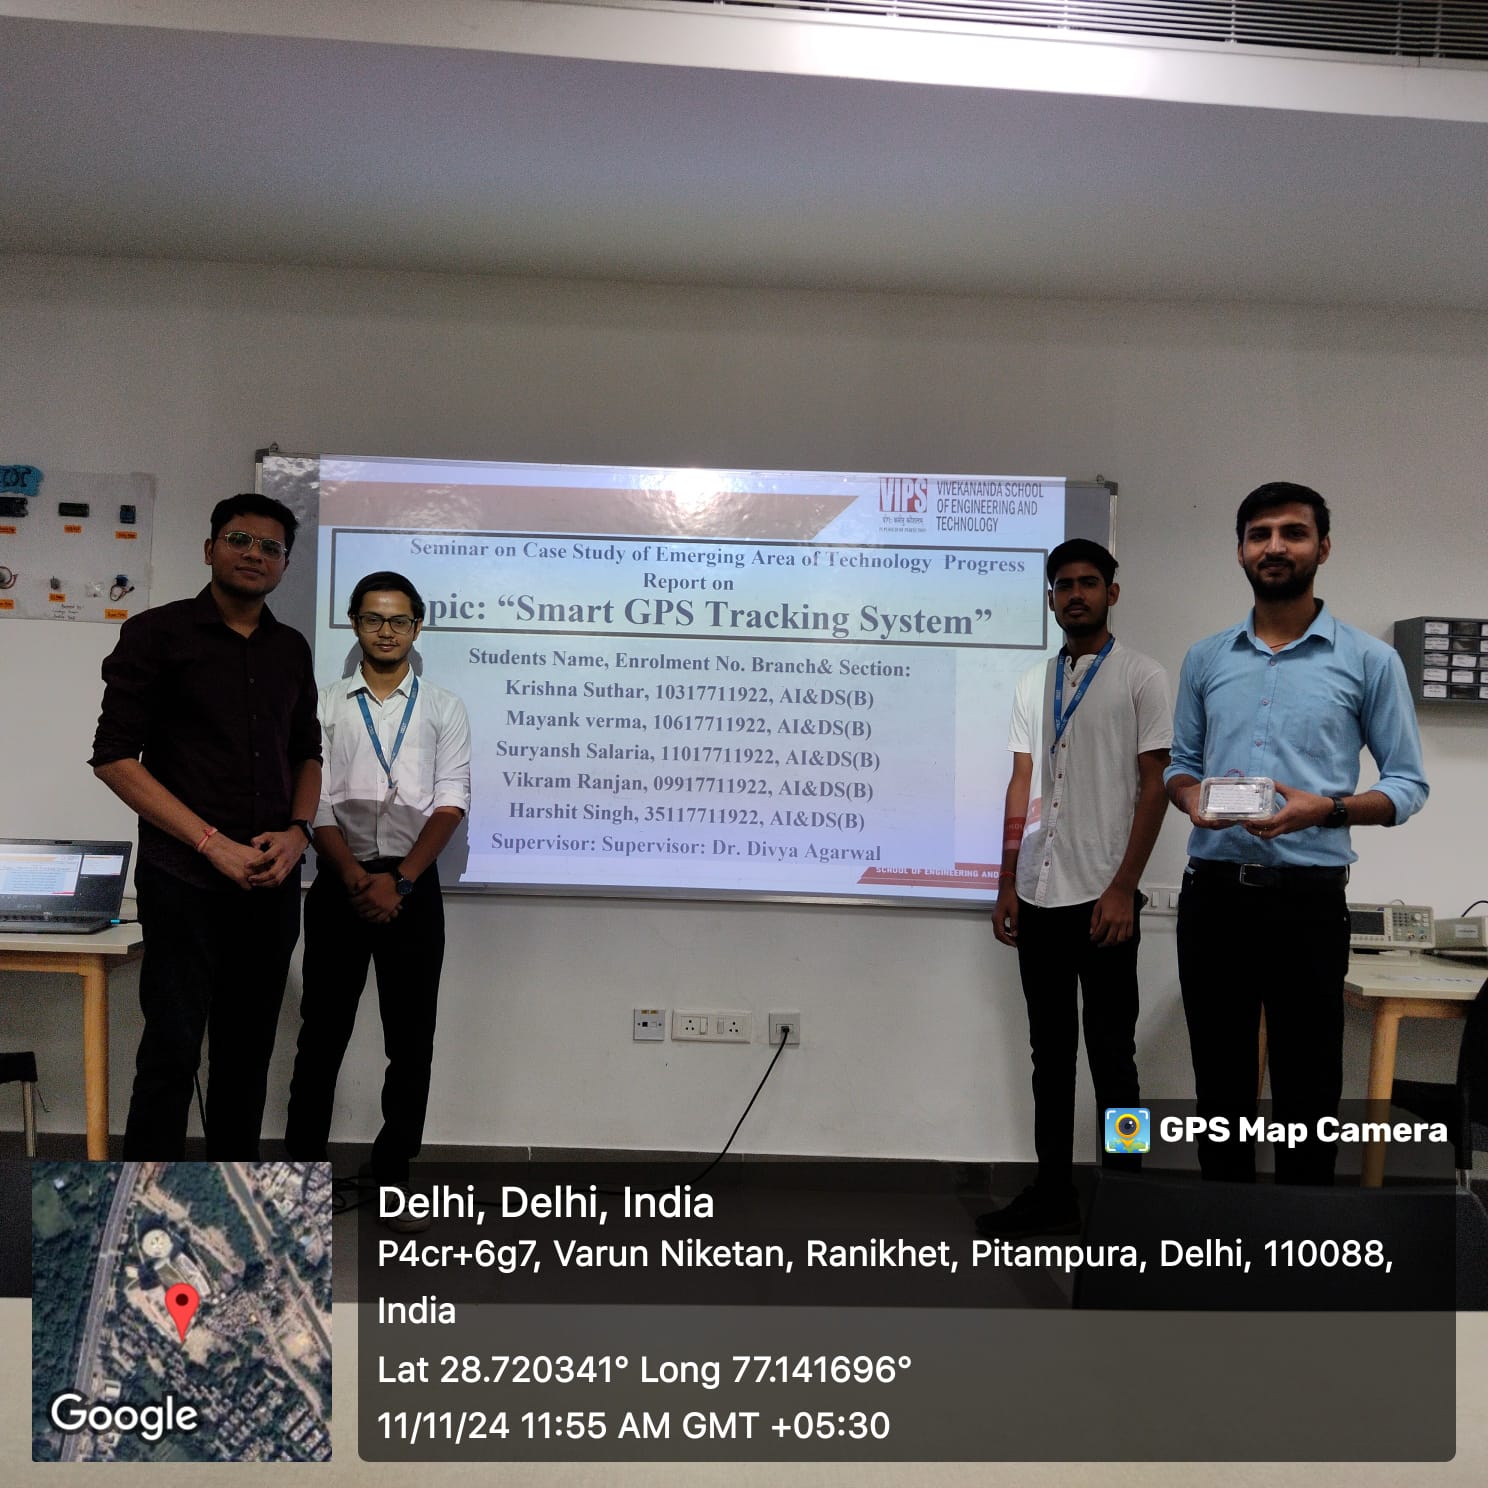 VIPS
VIVEKANANDA SCHOOL
OF ENGINEERING AND
TECHNOLOGY
Seminar on Case Study of Emerging Area of Technology Progress
Report on
pic: “Smart GPS Tracking System”
Students Name, Enrolment No. Branch& Section:
Krishna Suthar, 10317711922, AI&DS(B)
Mayank verma, 10617711922, AI&DS(B)
Suryansh Salaria, 11017711922, AI&DS(B)
Vikram Ranjan, 09917711922, AI&DS(B)
Harshit Singh, 35117711922, AI&DS(B)
Supervisor: Supervisor: Dr. Divya Agarwal
SCHOOL OF ENGINEERING AND
GPS Map Camera
Delhi, Delhi, India
P4cr+6g7, Varun Niketan, Ranikhet, Pitampura, Delhi, 110088,
India
Lat 28.720341° Long 77.141696°
11/11/24 11:55 AM GMT +05:30
Google